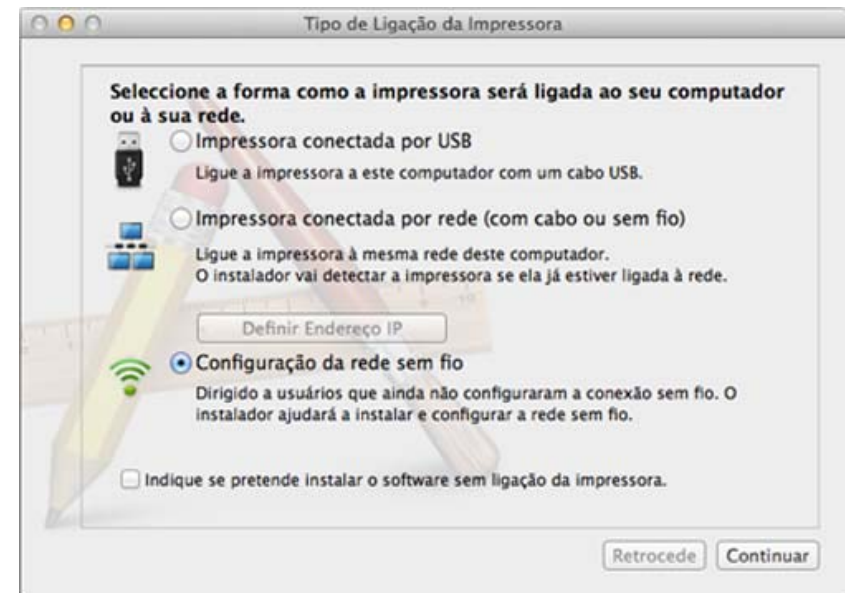 Tipo de Ligação da Impressora
Seleccione a forma como a impressora será ligada ao seu computador
ou à sua rede.
Impressora conectada por USB
Ligue a impressora a este computador com um cabo USB.
Impressora conectada por rede (com cabo ou sem fio)
Ligue a impressora à mesma rede deste computador.
O instalador vai detectar a impressora se ela já estiver ligada à rede.
Definir Endereço IP
Configuração da rede sem fio
Dirigido a usuários que ainda não configuraram a conexão sem fio. O
instalador ajudará a instalar e configurar a rede sem fio.
Indique se pretende instalar o software sem ligação da impressora.
Retrocede Continuar